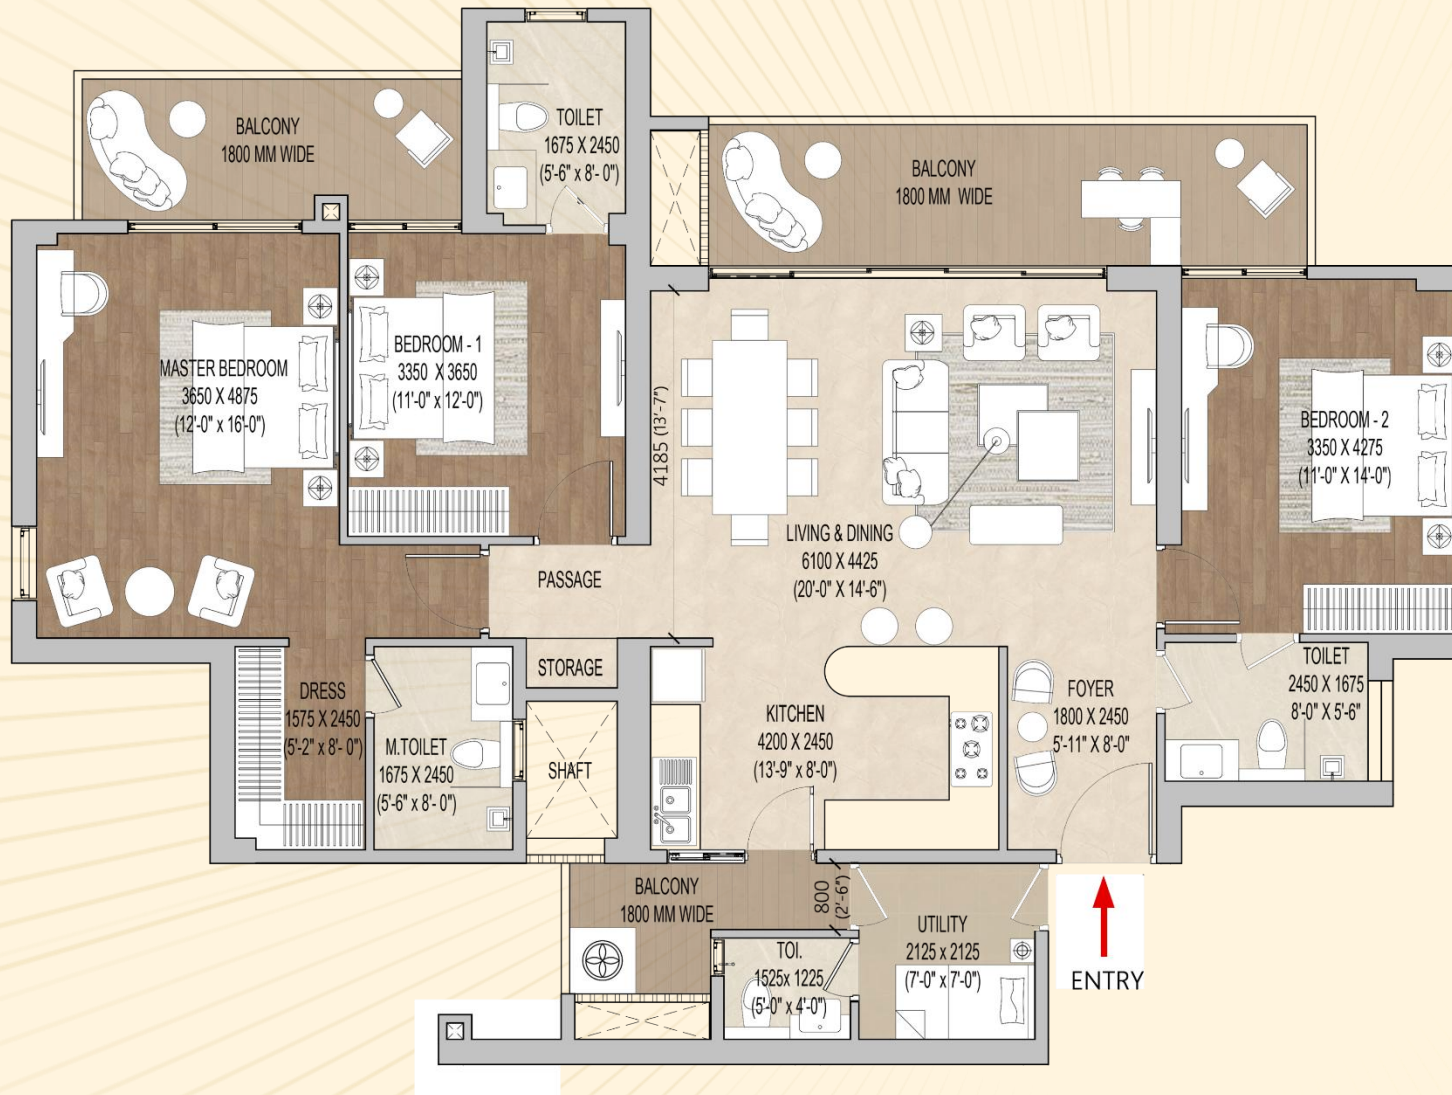 TOILET
1675 X 2450
(5'-6" x 8'- 0")
BALCONY
1800 MM WIDE
BALCONY
1800 MM  WIDE
MASTER BEDROOM
3650 X 4875
(12'-0" x 16'-0")
BEDROOM - 1
3350  X 3650
(11'-0" x 12'-0")
4185 (13'-7")
BEDROOM - 2
3350 X 4275
(11'-0" X 14'-0")
LIVING & DINING
6100 X 4425
(20'-0" X 14'-6")
PASSAGE
STORAGE
DRESS
1575 X 2450
(5'-2" x 8'- 0")
M.TOILET
1675 X 2450
(5'-6" x 8'- 0")
SHAFT
KITCHEN
4200 X 2450
(13'-9" x 8'-0")
FOYER
1800 X 2450
5'-11" X 8'-0"
TOILET
2450 X 1675
8'-0" X 5'-6"
BALCONY
1800 MM WIDE
800
(2'-6")
UTILITY
2125 x 2125
(7'-0" x 7'-0")
TOI.
1525x 1225
(5'-0" x 4'-0")
ENTRY